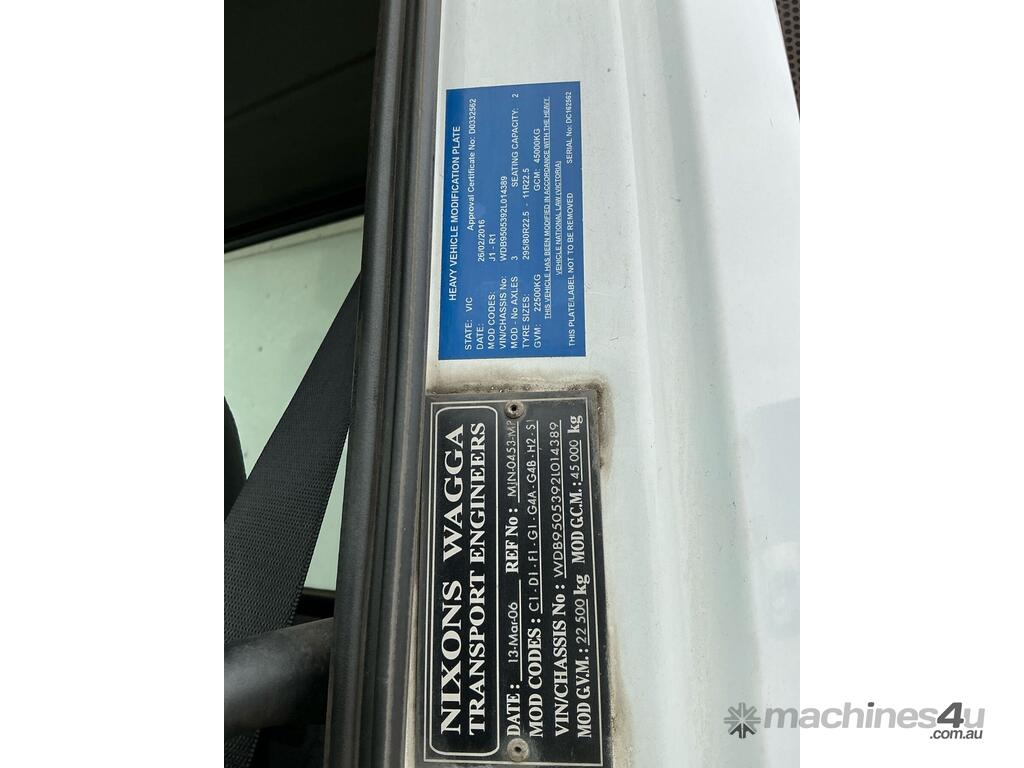 HEAVY VEHICLE MODIFICATION PLATE
STATE: VIC Approval Certificate No: D0332562
DATE: 26/02/2016
MOD CODES: J1 - R1
VIN/CHASSIS No: WDB9505392L014389
MOD - No AXLES 3 SEATING CAPACITY: 2
TYRE SIZES: 295/80R22.5 - 11R22.5
GVM: 22500KG GCM: 45000KG
THIS VEHICLE HAS BEEN MODIFIED IN ACCORDANCE WITH THE HEAVY
VEHICLE NATIONAL LAW (VICTORIA)
THIS PLATE/LABEL NOT TO BE REMOVED SERIAL No: DC162562
NIXONS WAGGA
TRANSPORT ENGINEERS
DATE: 13-Mar-06 REF No: MIN-0453-MP
MOD CODES: C1-D1-F1-G1-G4A-G4B-H2-S1
VIN/CHASSIS No: WDB9505392L014389
MOD G.V.M.: 22 500 kg MOD G.C.M.: 45 000 kg
machines4u
.com.au